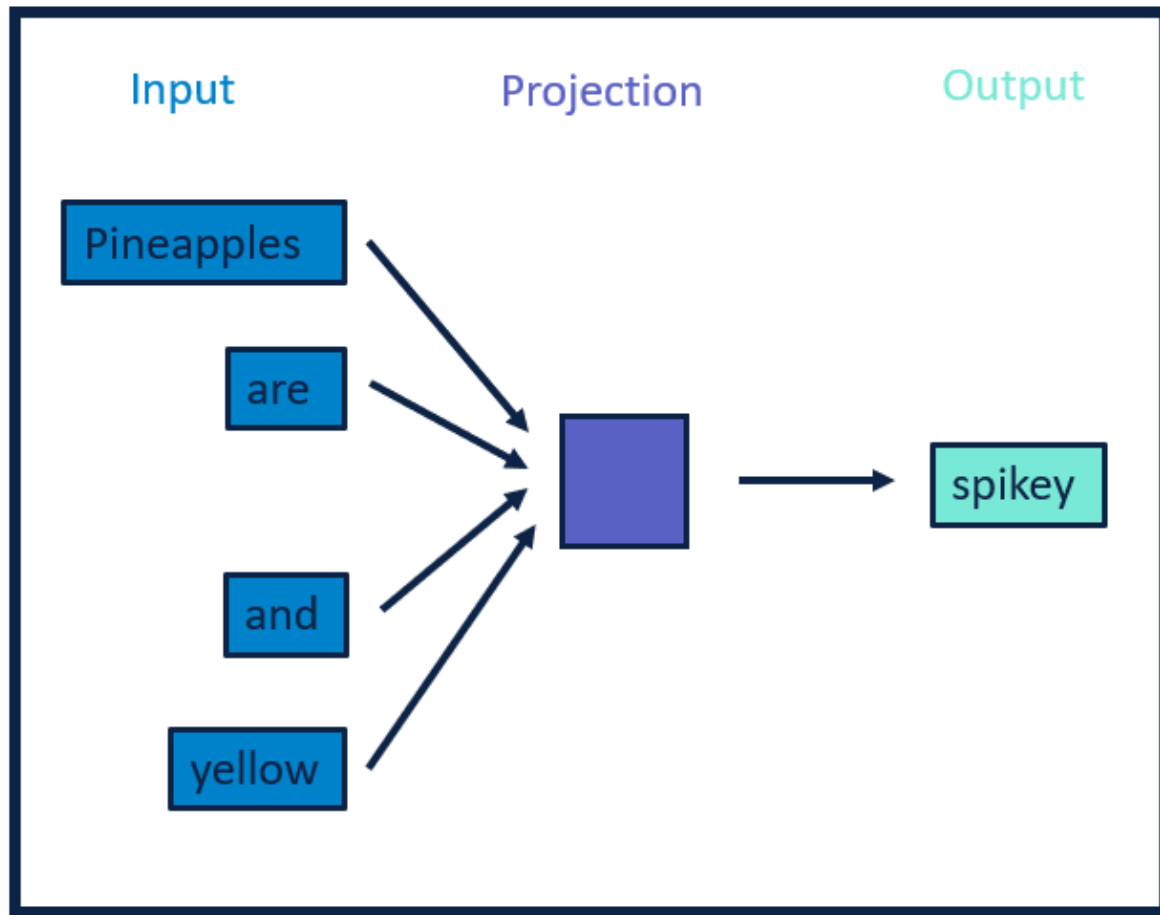 Input
Projection
Output
Pineapples
are
and
yellow
spikey